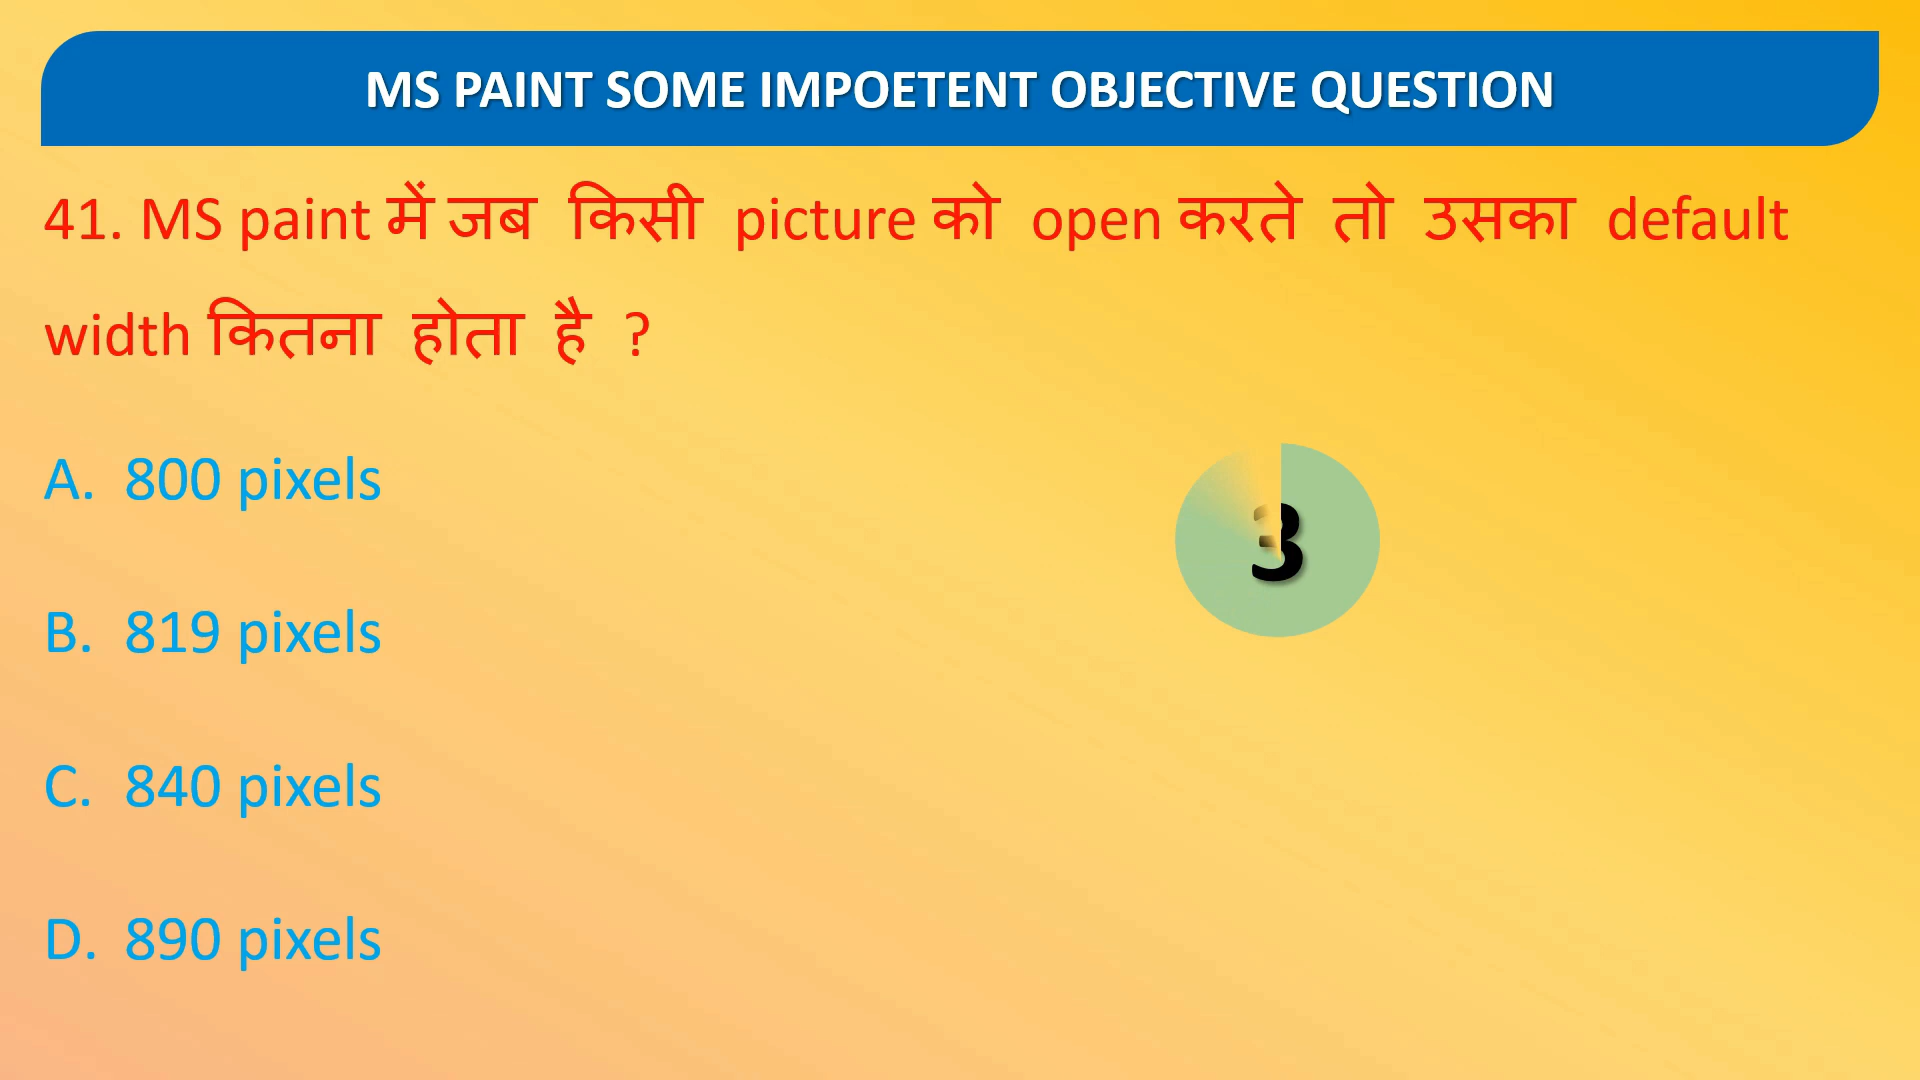 MS PAINT SOME IMPOETENT OBJECTIVE QUESTION
41. MS paint में जब किसी picture को open करते तो उसका default
width कितना होता है ?
A. 800 pixels
3
B. 819 pixels
C. 840 pixels
D. 890 pixels